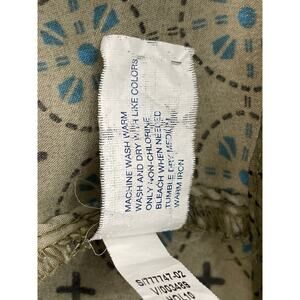 MACHINE WASH WARM
WASH AND DRY WITH LIKE COLORS
ONLY NON-CHLORINE
BLEACH WHEN NEEDED
TUMBLE DRY MEDIUM
WARM IRON
S/777747-02
V/003489
HOL10